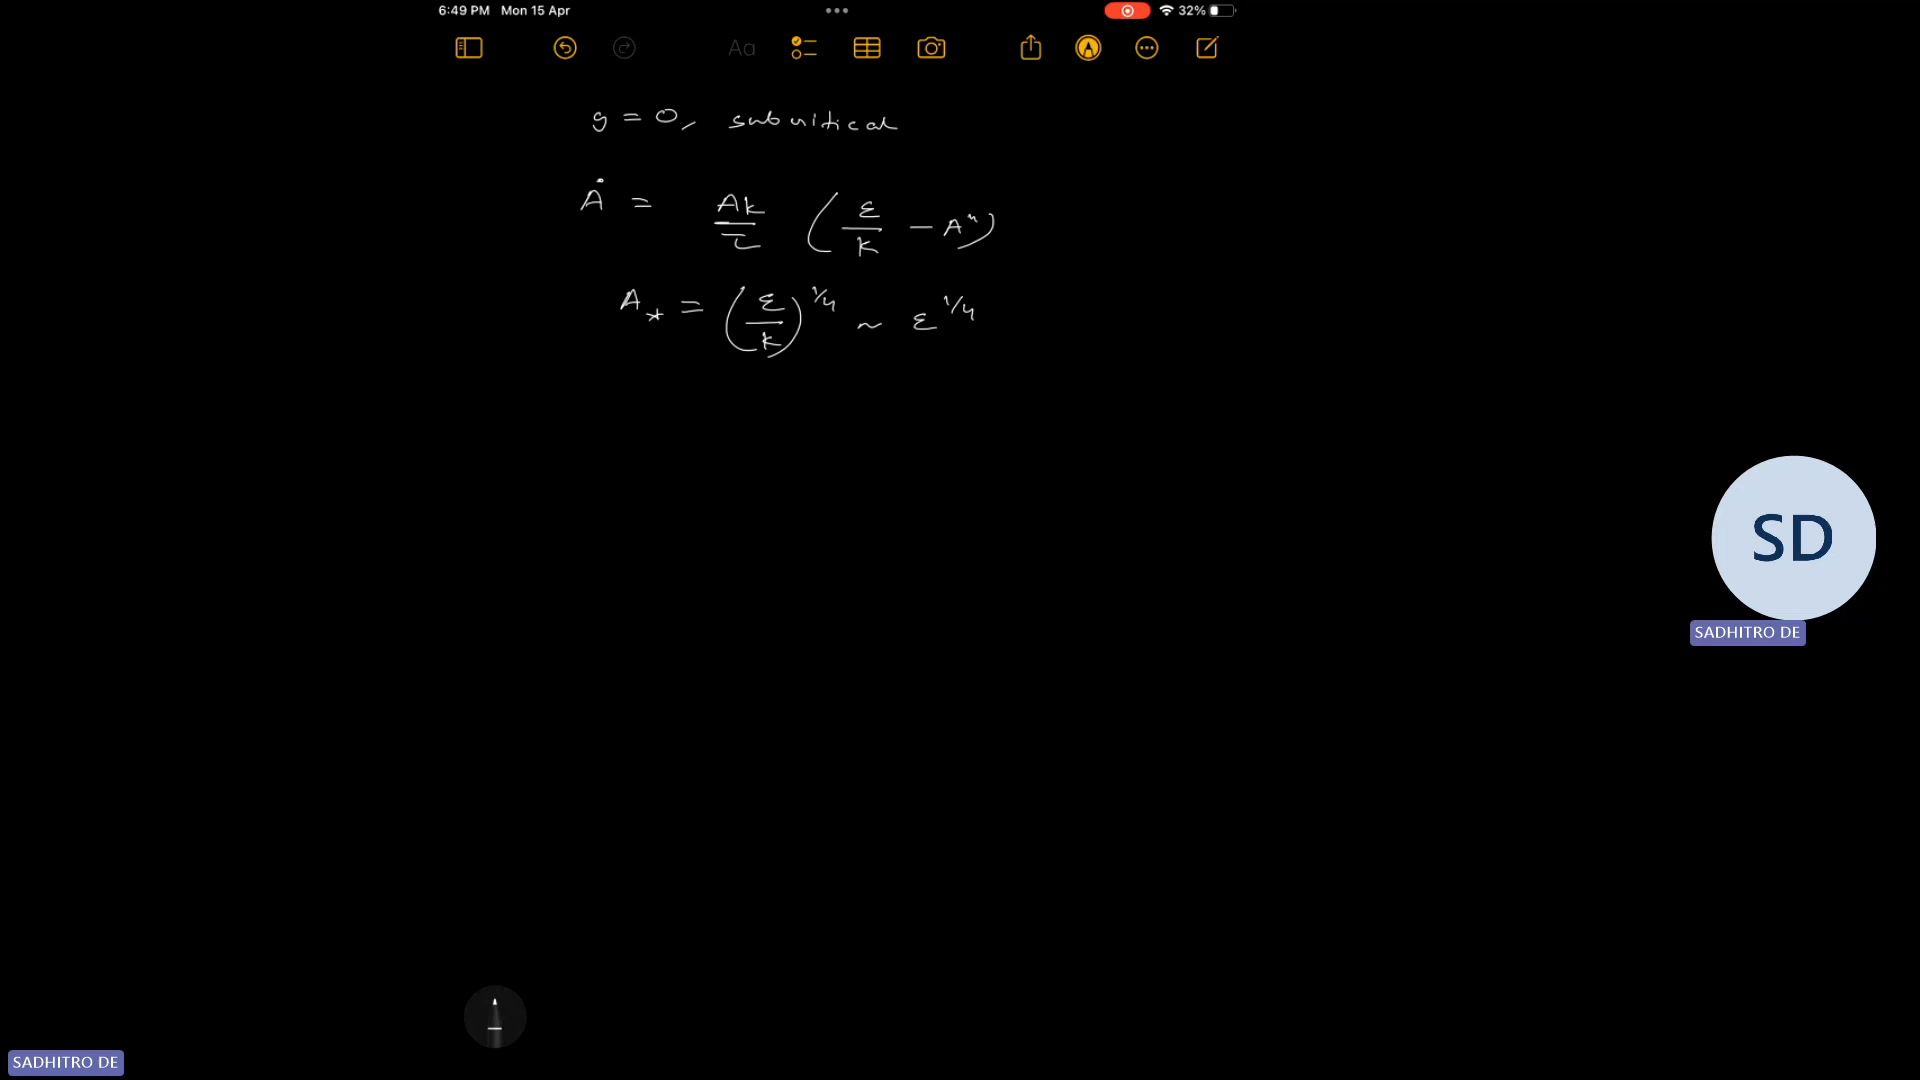 6:49 PM Mon 15 Apr
32%
Aa
g = 0, subcritical
Ȧ = Ak/τ (ε/k − A⁴)
A⋆ = (ε/k)^1/4 ~ ε^1/4
SD
SADHITRO DE
SADHITRO DE